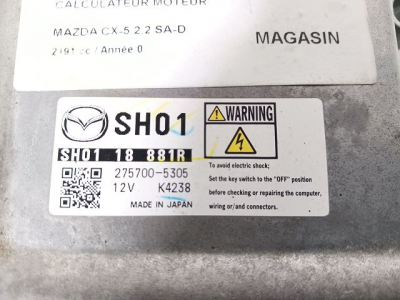 CALCULATEUR MOTEUR
MAZDA CX-5 2.2 SA-D
2191 cc / Année 0
MAGASIN
SH01
SH01 18 881R
275700-5305
12V K4238
MADE IN JAPAN
WARNING
To avoid electric shock;
Set the key switch to the "OFF" position
before checking or repairing the computer,
wiring or/and connectors.